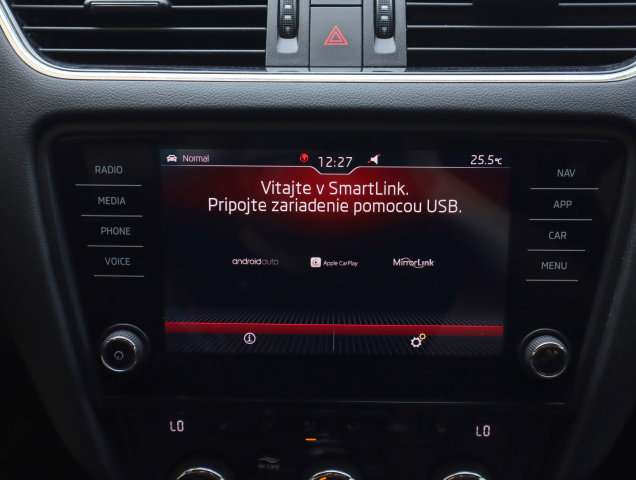 Normal 12:27 25.5°C
Vitajte v SmartLink.
Pripojte zariadenie pomocou USB.
androidauto Apple CarPlay MirrorLink
RADIO
MEDIA
PHONE
VOICE
NAV
APP
CAR
MENU
LO LO